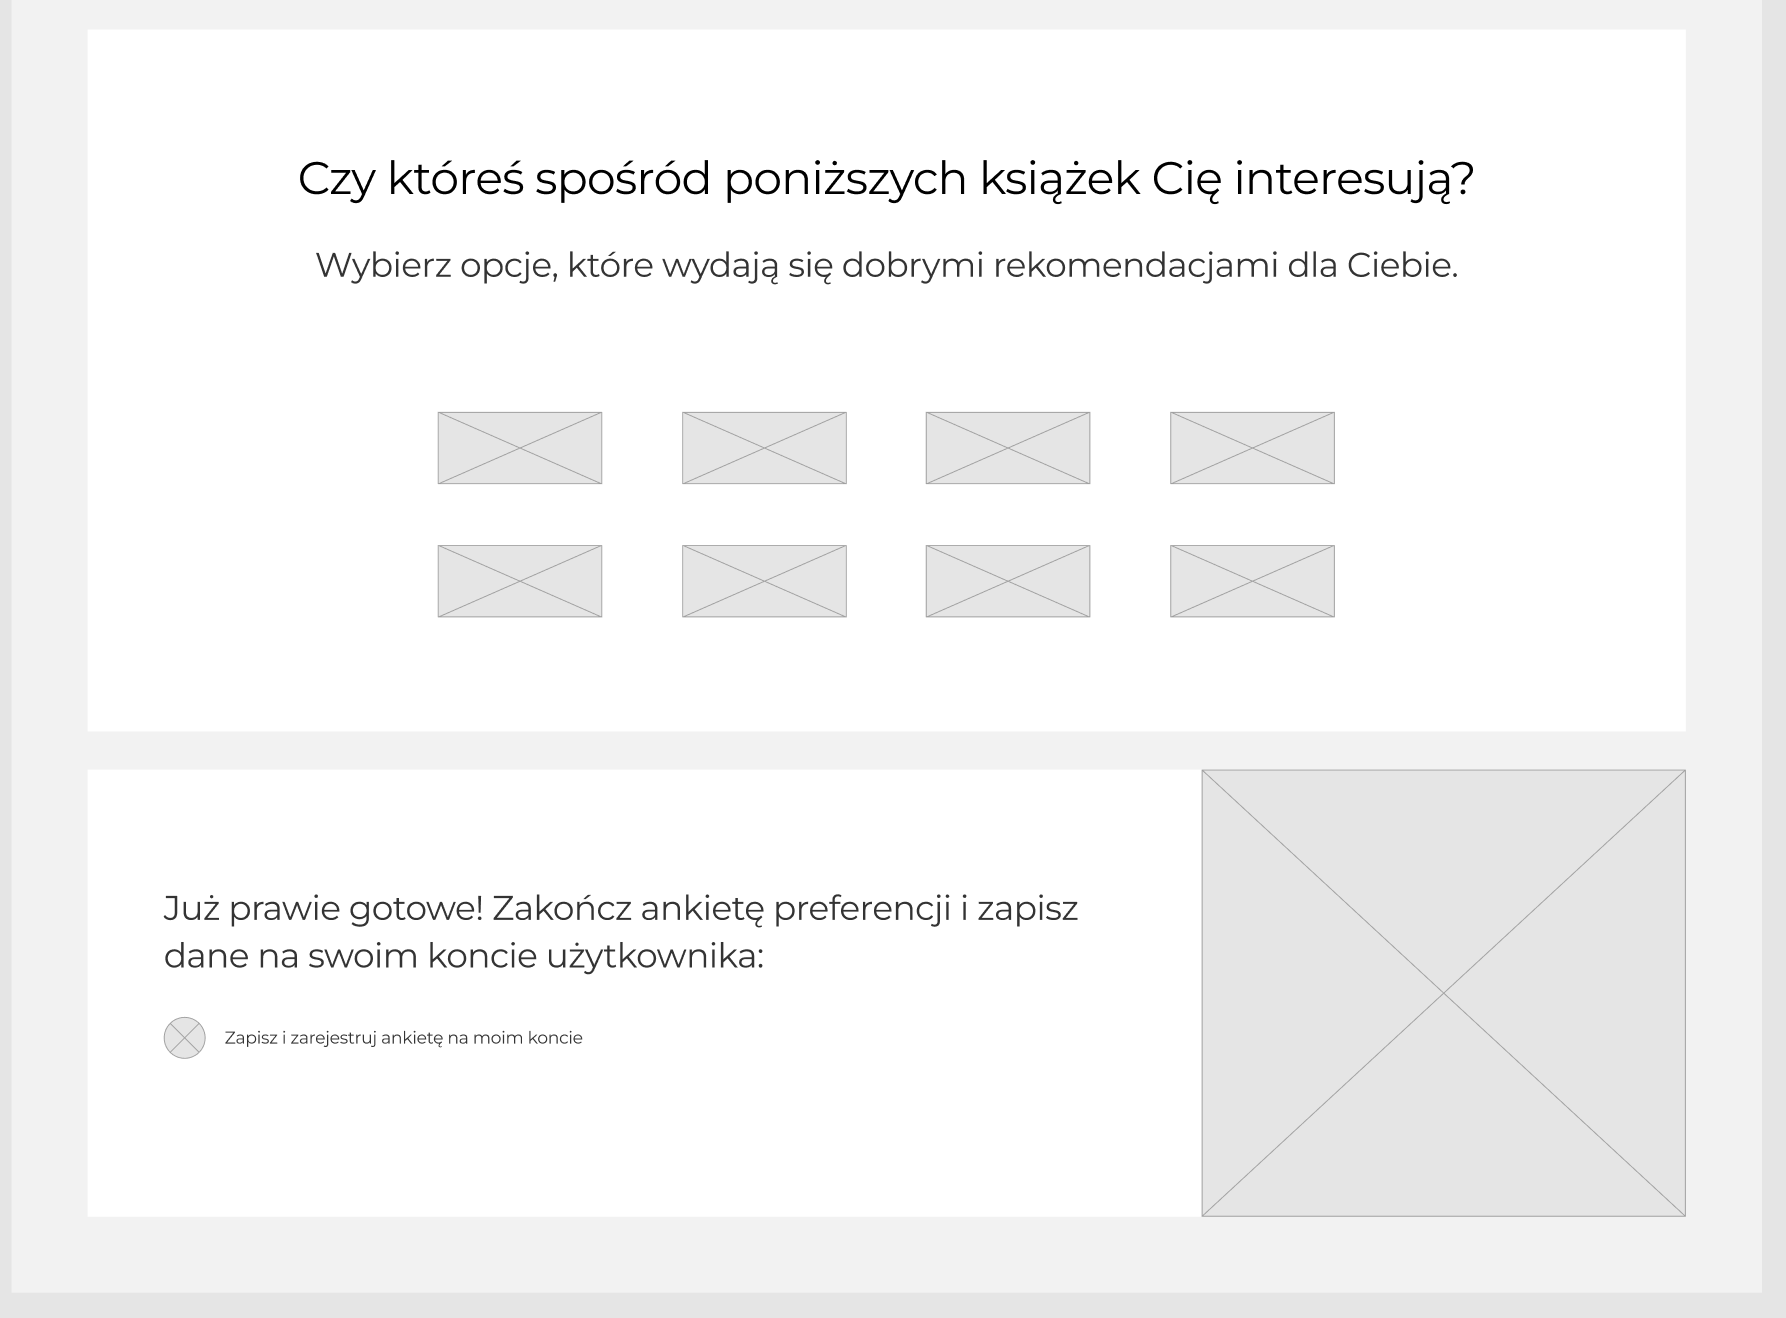 Czy któreś spośród poniższych książek Cię interesują?
Wybierz opcje, które wydają się dobrymi rekomendacjami dla Ciebie.
Już prawie gotowe! Zakończ ankietę preferencji i zapisz
dane na swoim koncie użytkownika:
Zapisz i zarejestruj ankietę na moim koncie